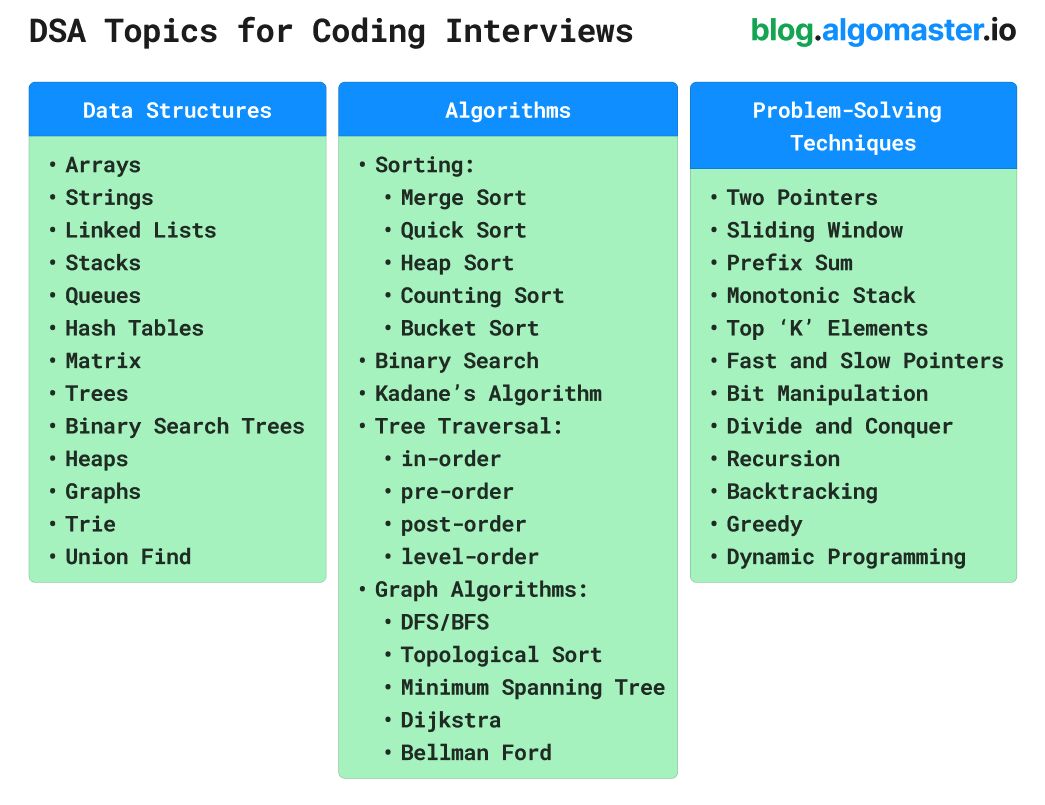 DSA Topics for Coding Interviews
blog.algomaster.io
Data Structures
• Arrays
• Strings
• Linked Lists
• Stacks
• Queues
• Hash Tables
• Matrix
• Trees
• Binary Search Trees
• Heaps
• Graphs
• Trie
• Union Find
Algorithms
• Sorting:
• Merge Sort
• Quick Sort
• Heap Sort
• Counting Sort
• Bucket Sort
• Binary Search
• Kadane’s Algorithm
• Tree Traversal:
• in-order
• pre-order
• post-order
• level-order
• Graph Algorithms:
• DFS/BFS
• Topological Sort
• Minimum Spanning Tree
• Dijkstra
• Bellman Ford
Problem-Solving
Techniques
• Two Pointers
• Sliding Window
• Prefix Sum
• Monotonic Stack
• Top ‘K’ Elements
• Fast and Slow Pointers
• Bit Manipulation
• Divide and Conquer
• Recursion
• Backtracking
• Greedy
• Dynamic Programming